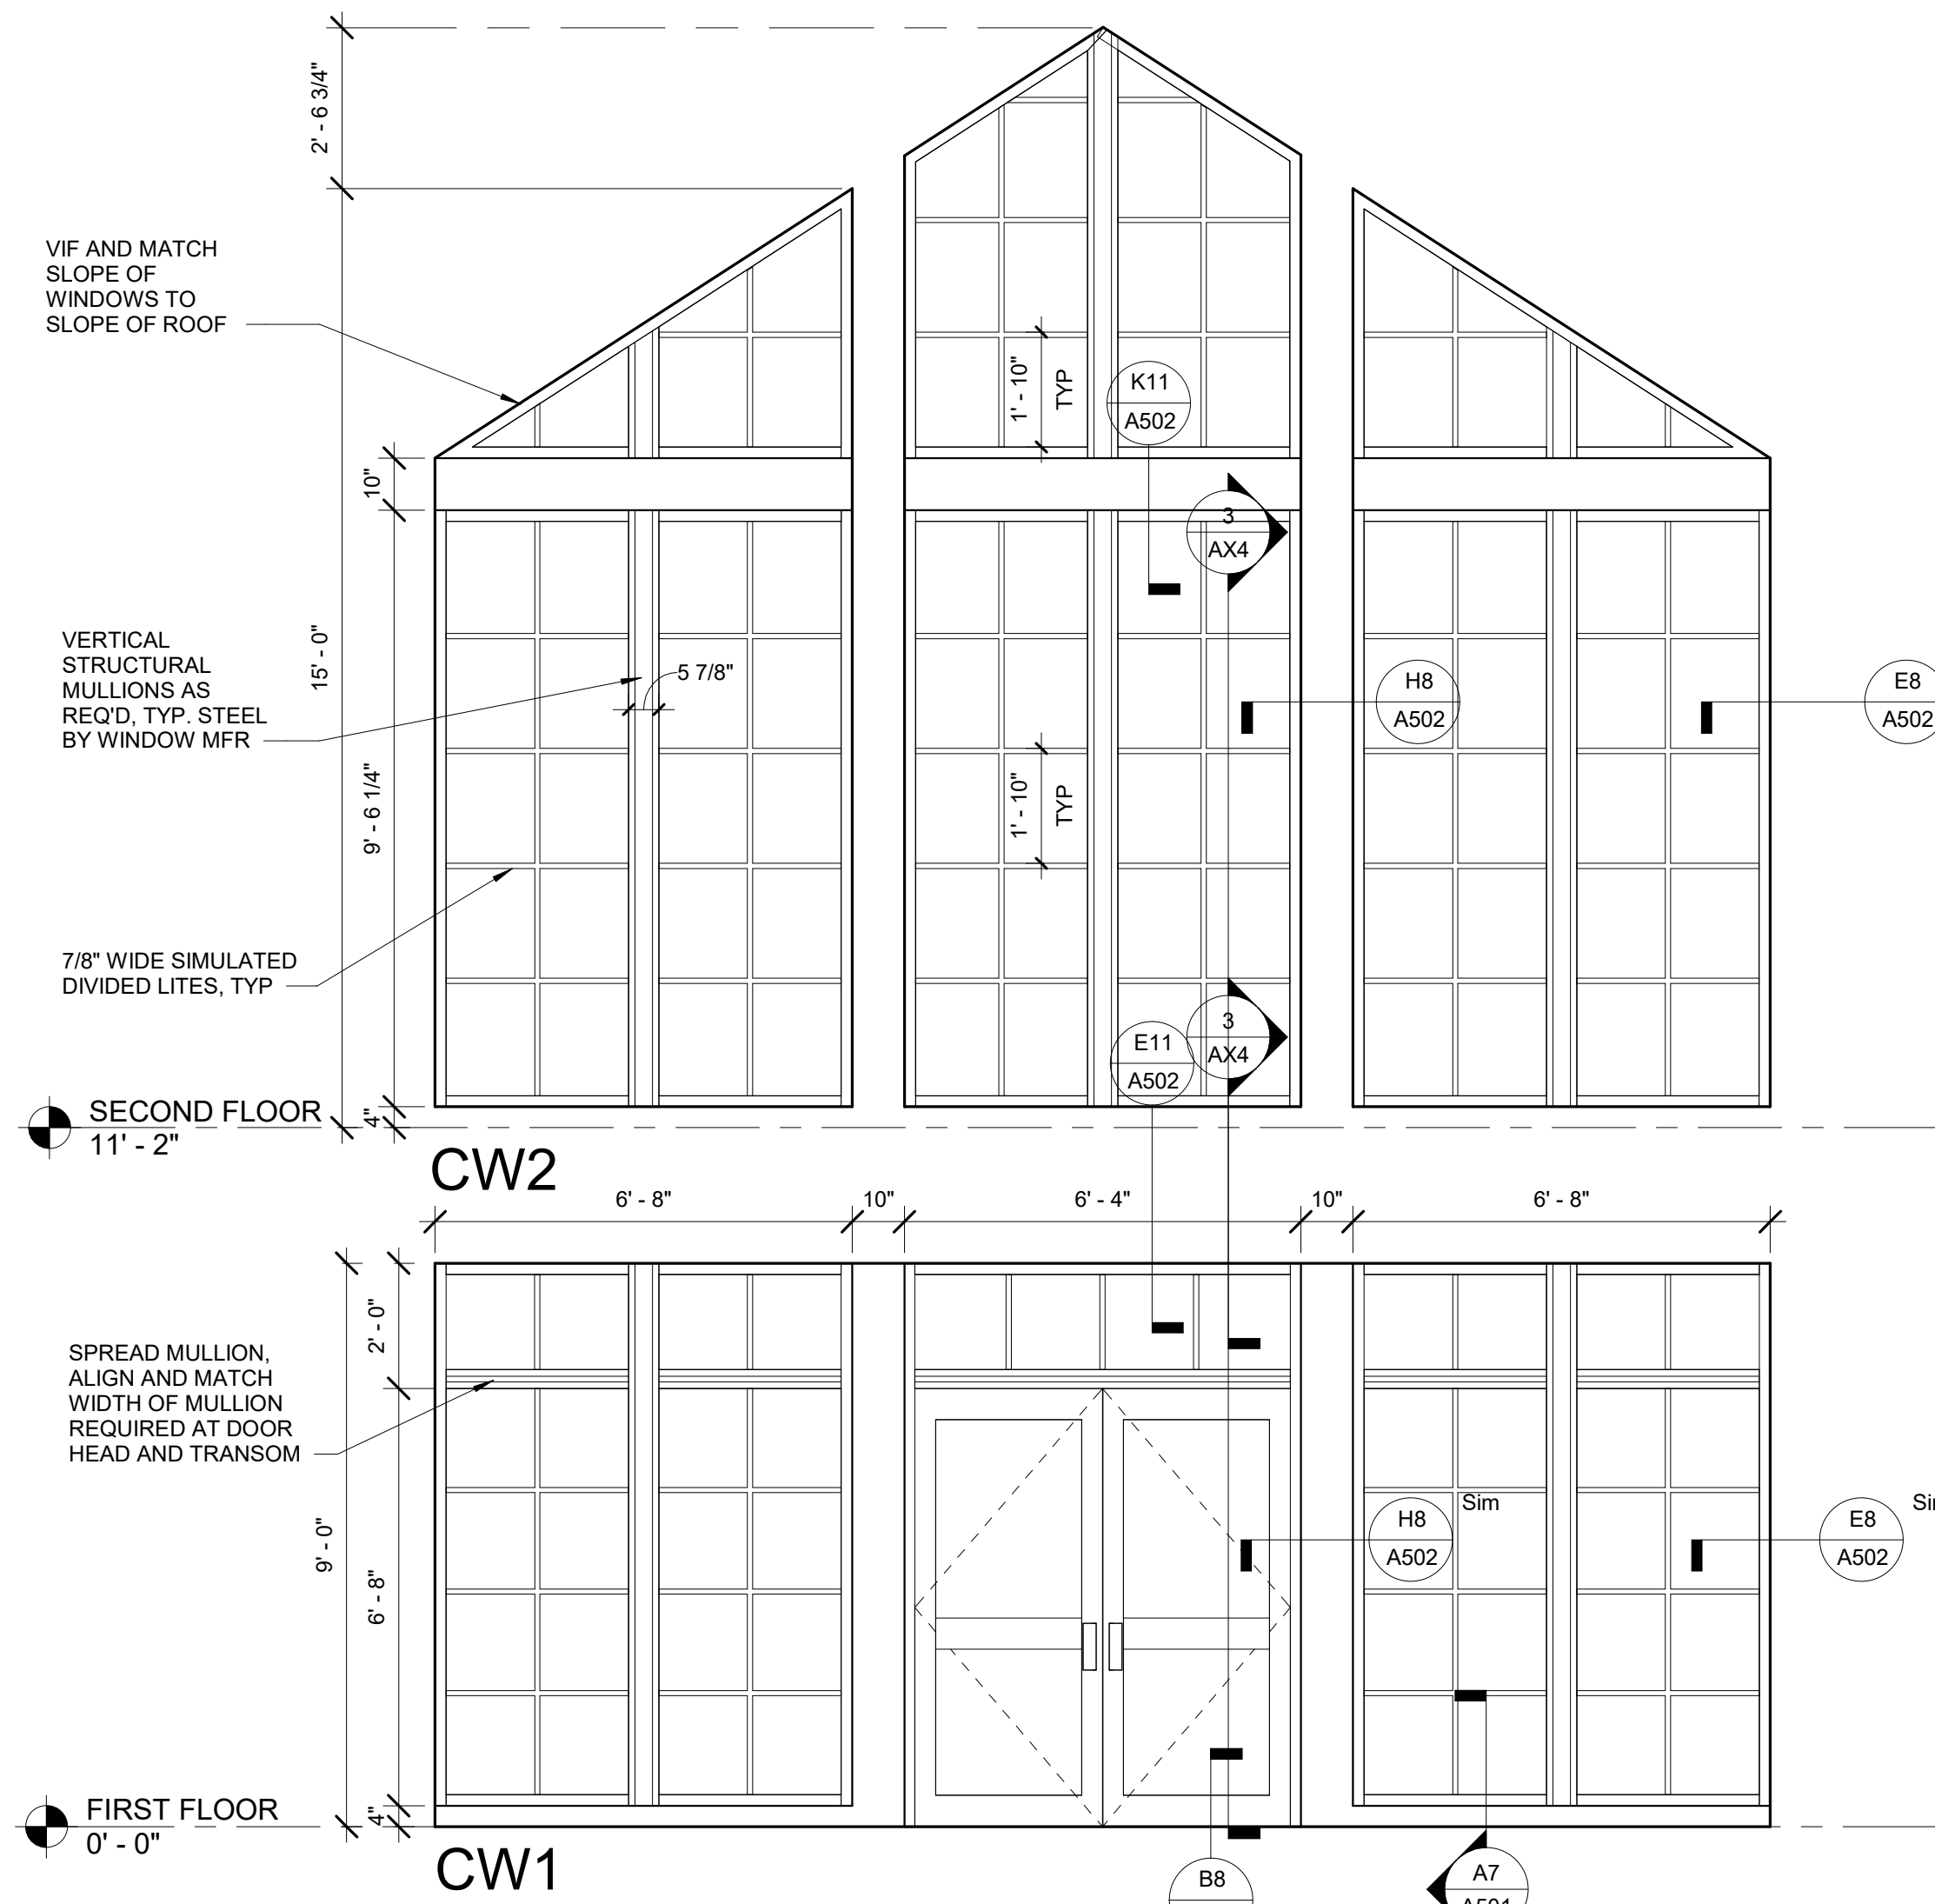 2' - 6 3/4"
VIF AND MATCH
SLOPE OF
WINDOWS TO
SLOPE OF ROOF
1' - 10"
TYP
K11
A502
10"
3
AX4
15' - 0"
VERTICAL
STRUCTURAL
MULLIONS AS
REQ'D, TYP. STEEL
BY WINDOW MFR
5 7/8"
H8
A502
E8
A502
9' - 6 1/4"
1' - 10"
TYP
7/8" WIDE SIMULATED
DIVIDED LITES, TYP
3
AX4
E11
A502
SECOND FLOOR
11' - 2"
4"
CW2
6' - 8"
10"
6' - 4"
10"
6' - 8"
2' - 0"
SPREAD MULLION,
ALIGN AND MATCH
WIDTH OF MULLION
REQUIRED AT DOOR
HEAD AND TRANSOM
9' - 0"
6' - 8"
H8
A502
Sim
E8
A502
FIRST FLOOR
0' - 0"
4"
CW1
B8
A7
A501